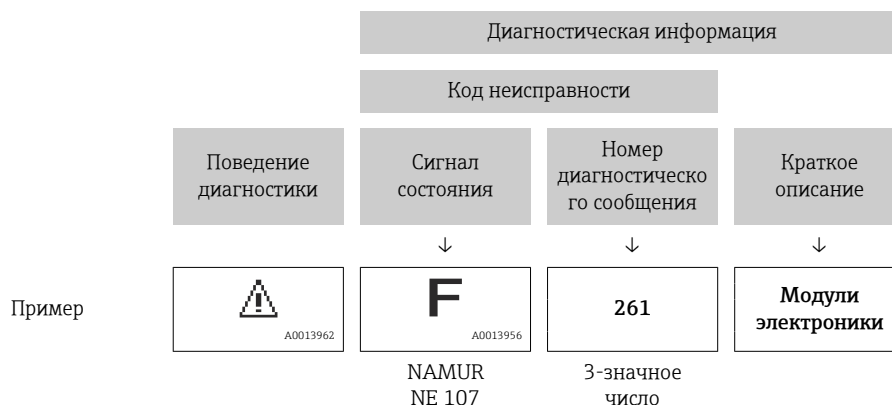 Диагностическая информация
Код неисправности
Поведение
диагностики
Сигнал
состояния
Номер
диагностическо
го сообщения
Краткое
описание
↓
↓
↓
Пример
A0013962
F
A0013956
261
Модули
электроники
NAMUR
NE 107
3-значное
число